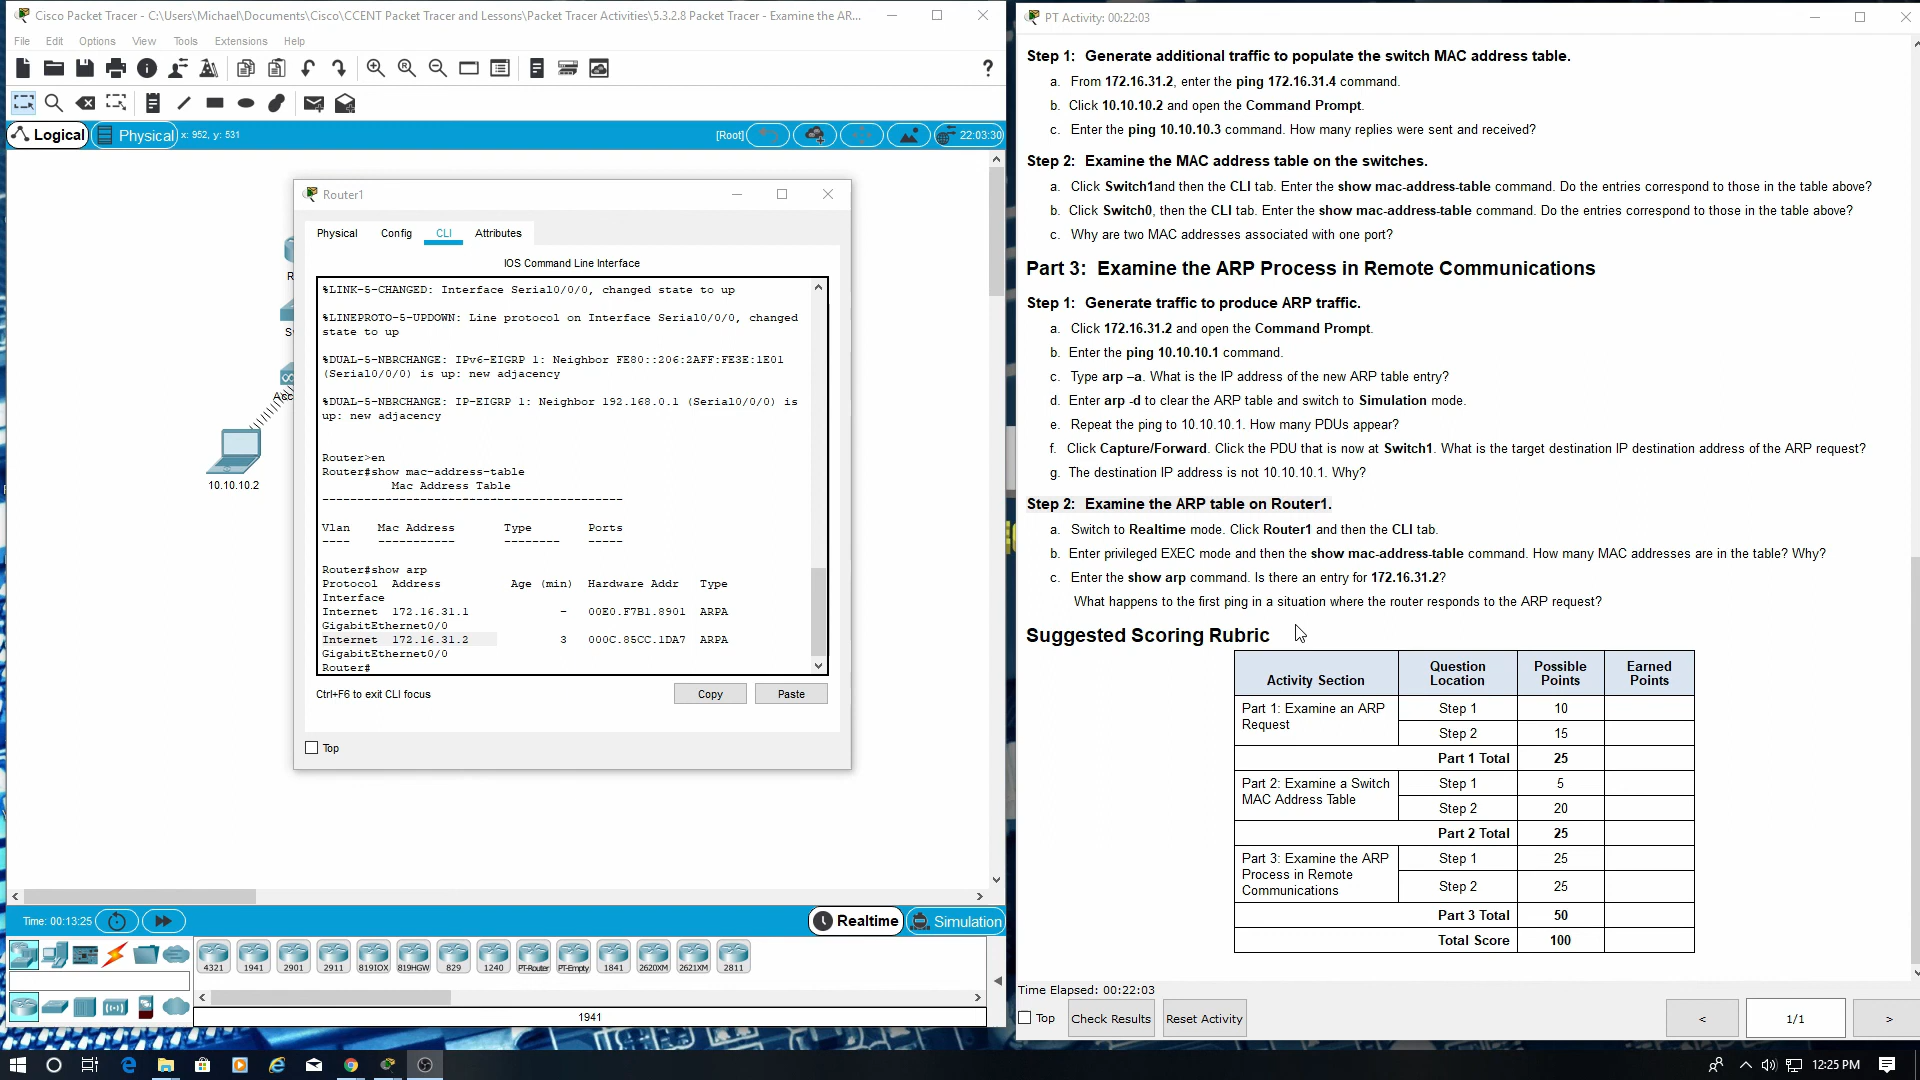 Cisco Packet Tracer - C:\Users\Michael\Documents\Cisco\CCENT Packet Tracer and Lessons\Packet Tracer Activities\5.3.2.8 Packet Tracer - Examine the AR...
File Edit Options View Tools Extensions Help
Logical Physical x: 952, y: 531 [Root] 22:03:30
10.10.10.2
Router1
Physical Config CLI Attributes
IOS Command Line Interface
%LINK-5-CHANGED: Interface Serial0/0/0, changed state to up
%LINEPROTO-5-UPDOWN: Line protocol on Interface Serial0/0/0, changed
state to up
%DUAL-5-NBRCHANGE: IPv6-EIGRP 1: Neighbor FE80::206:2AFF:FE3E:1E01
(Serial0/0/0) is up: new adjacency
%DUAL-5-NBRCHANGE: IP-EIGRP 1: Neighbor 192.168.0.1 (Serial0/0/0) is
up: new adjacency
Router>en
Router#show mac-address-table
Mac Address Table
-------------------------------------------
Vlan Mac Address Type Ports
---- ----------- -------- -----
Router#show arp
Protocol Address Age (min) Hardware Addr Type
Interface
Internet 172.16.31.1 - 00E0.F7B1.8901 ARPA
GigabitEthernet0/0
Internet 172.16.31.2 3 000C.85CC.1DA7 ARPA
GigabitEthernet0/0
Router#
Ctrl+F6 to exit CLI focus Copy Paste
Top
Time: 00:13:25 Realtime Simulation
4321 1941 2901 2911 819IOX 819HGW 829 1240 PT-Router PT-Empty 1841 2620XM 2621XM 2811
1941
PT Activity: 00:22:03
Step 1: Generate additional traffic to populate the switch MAC address table.
a. From 172.16.31.2, enter the ping 172.16.31.4 command.
b. Click 10.10.10.2 and open the Command Prompt.
c. Enter the ping 10.10.10.3 command. How many replies were sent and received?
Step 2: Examine the MAC address table on the switches.
a. Click Switch1and then the CLI tab. Enter the show mac-address-table command. Do the entries correspond to those in the table above?
b. Click Switch0, then the CLI tab. Enter the show mac-address-table command. Do the entries correspond to those in the table above?
c. Why are two MAC addresses associated with one port?
Part 3: Examine the ARP Process in Remote Communications
Step 1: Generate traffic to produce ARP traffic.
a. Click 172.16.31.2 and open the Command Prompt.
b. Enter the ping 10.10.10.1 command.
c. Type arp –a. What is the IP address of the new ARP table entry?
d. Enter arp -d to clear the ARP table and switch to Simulation mode.
e. Repeat the ping to 10.10.10.1. How many PDUs appear?
f. Click Capture/Forward. Click the PDU that is now at Switch1. What is the target destination IP destination address of the ARP request?
g. The destination IP address is not 10.10.10.1. Why?
Step 2: Examine the ARP table on Router1.
a. Switch to Realtime mode. Click Router1 and then the CLI tab.
b. Enter privileged EXEC mode and then the show mac-address-table command. How many MAC addresses are in the table? Why?
c. Enter the show arp command. Is there an entry for 172.16.31.2?
What happens to the first ping in a situation where the router responds to the ARP request?
Suggested Scoring Rubric
Activity Section Question Location Possible Points Earned Points
Part 1: Examine an ARP Request Step 1 10
Step 2 15
Part 1 Total 25
Part 2: Examine a Switch MAC Address Table Step 1 5
Step 2 20
Part 2 Total 25
Part 3: Examine the ARP Process in Remote Communications Step 1 25
Step 2 25
Part 3 Total 50
Total Score 100
Time Elapsed: 00:22:03
Top Check Results Reset Activity < 1/1 >
12:25 PM